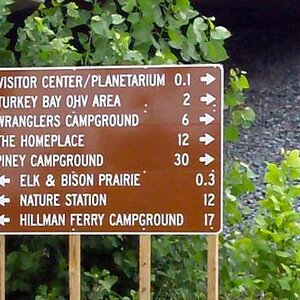 VISITOR CENTER/PLANETARIUM 0.1 →
TURKEY BAY OHV AREA 2 →
WRANGLERS CAMPGROUND 6 →
THE HOMEPLACE 12 →
PINEY CAMPGROUND 30 →
← ELK & BISON PRAIRIE 0.3
← NATURE STATION 12
← HILLMAN FERRY CAMPGROUND 17